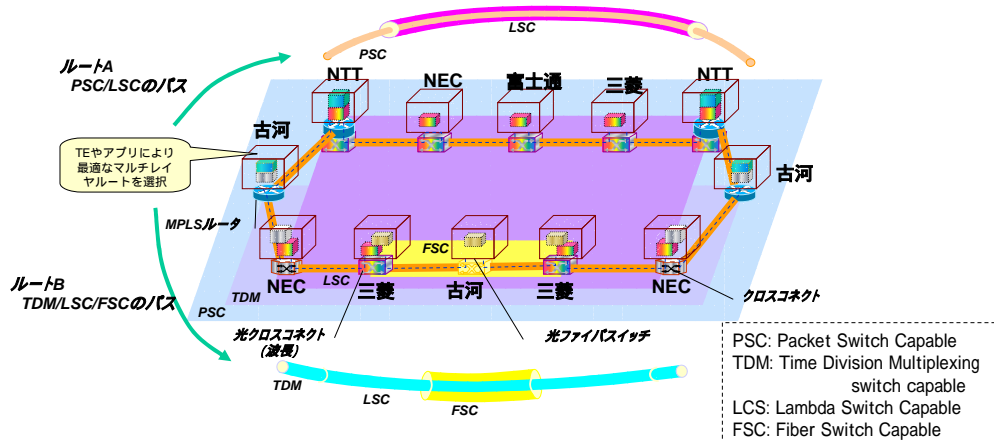 LSC
PSC
ルートA
PSC/LSCのパス
NTT
NEC
富士通
三菱
NTT
古河
TEやアプリにより
最適なマルチレイ
ヤルートを選択
古河
MPLSルータ
FSC
ルートB
TDM/LSC/FSCのパス
NEC
LSC
三菱
古河
三菱
NEC
クロスコネクト
TDM
PSC
光クロスコネクト
(波長)
光ファイバスイッチ
TDM
LSC
FSC
PSC: Packet Switch Capable
TDM: Time Division Multiplexing
switch capable
LCS: Lambda Switch Capable
FSC: Fiber Switch Capable